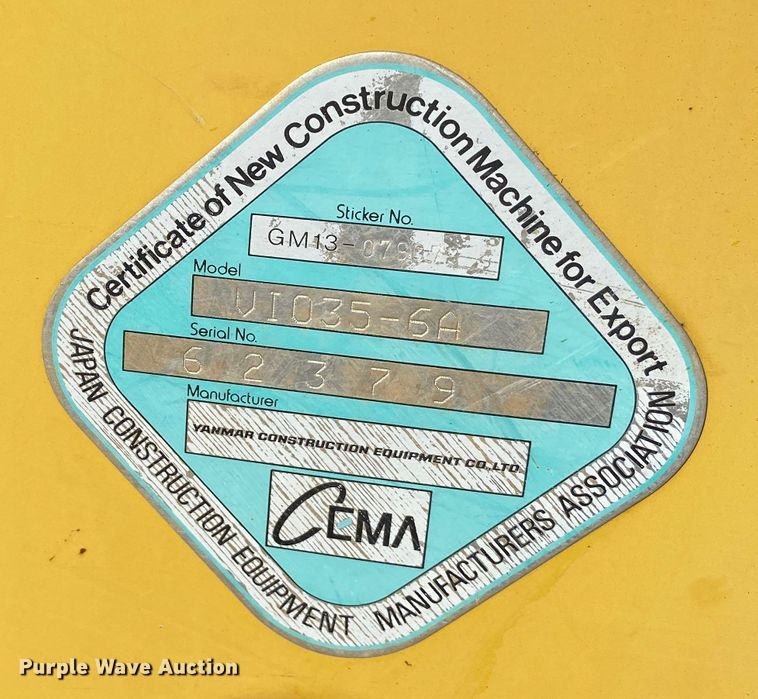 Certificate of New Construction Machine for Export
Sticker No.
GM13-
Model
VIO35-6A
Serial No.
6 2 3 7 9
Manufacturer
YANMAR CONSTRUCTION EQUIPMENT CO.,LTD.
CEMA
JAPAN CONSTRUCTION EQUIPMENT MANUFACTURERS ASSOCIATION
Purple Wave Auction